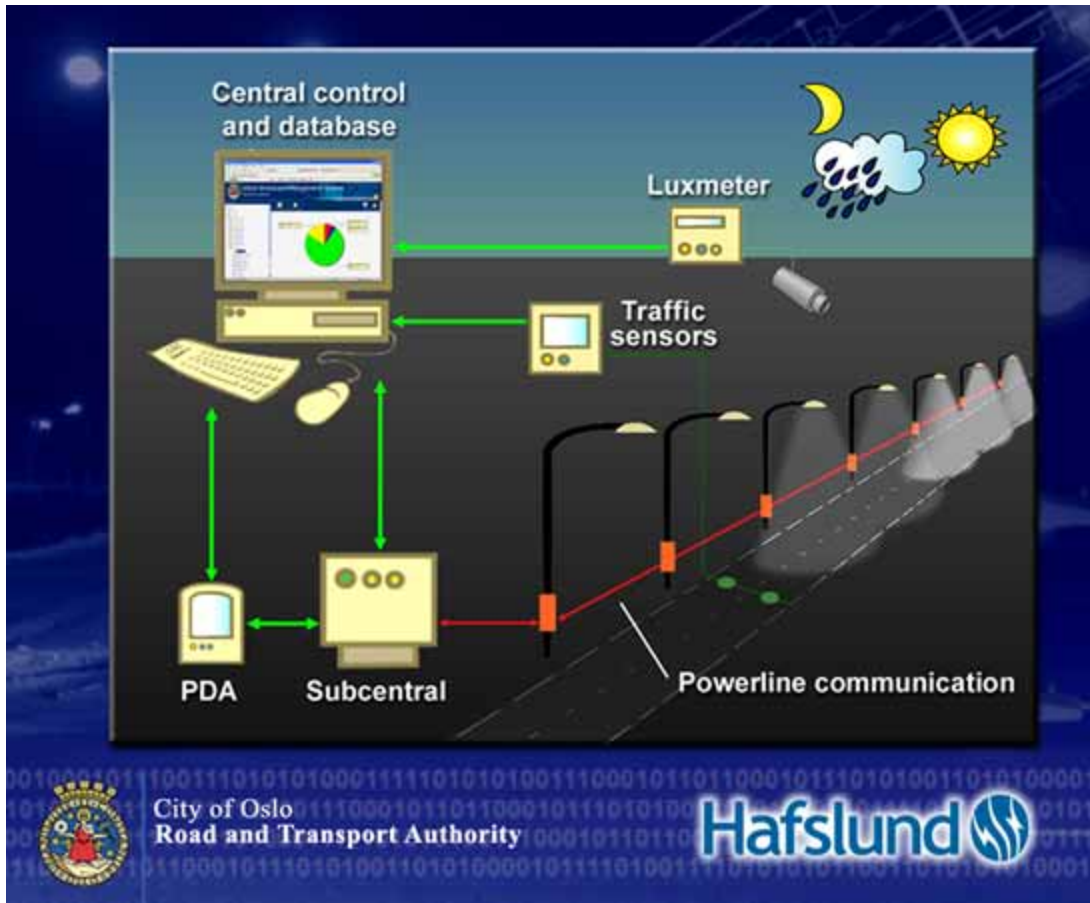 Central control
and database
Luxmeter
Traffic
sensors
PDA
Subcentral
Powerline communication
City of Oslo
Road and Transport Authority
Hafslund